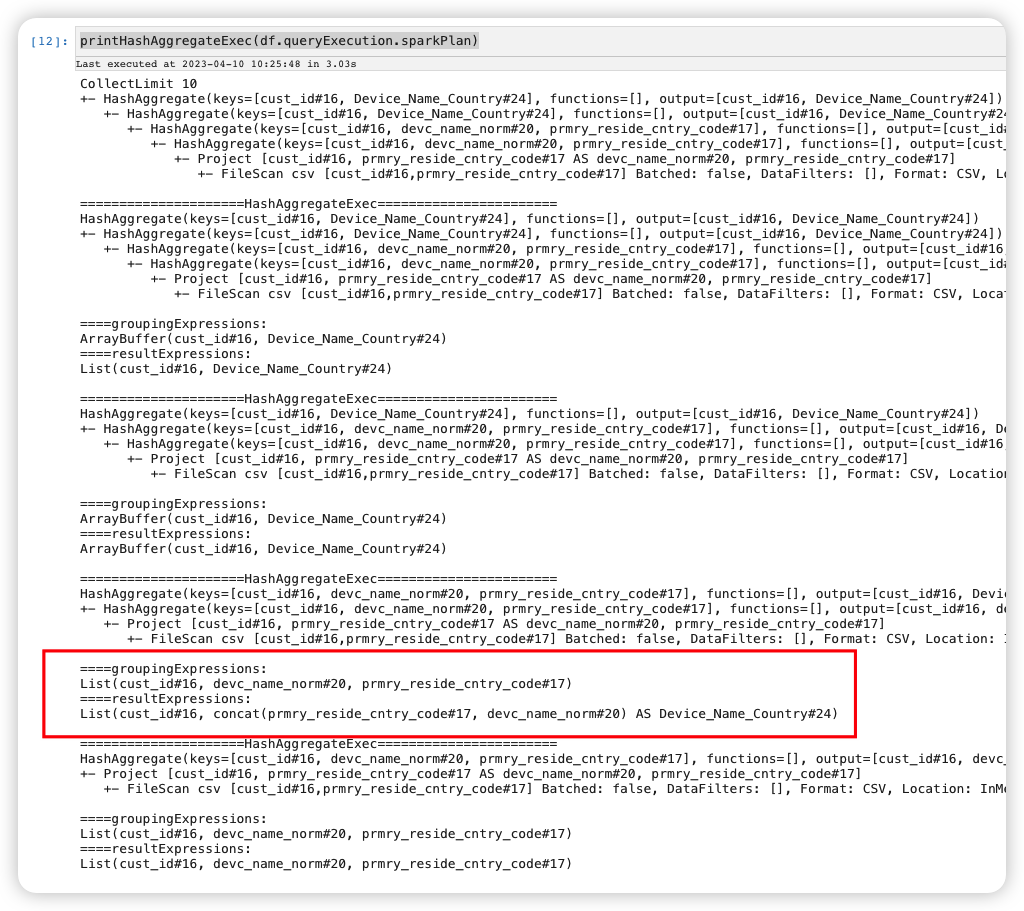 [12]: printHashAggregateExec(df.queryExecution.sparkPlan)
Last executed at 2023-04-10 10:25:48 in 3.03s
CollectLimit 10
+- HashAggregate(keys=[cust_id#16, Device_Name_Country#24], functions=[], output=[cust_id#16, Device_Name_Country#24])
+- HashAggregate(keys=[cust_id#16, Device_Name_Country#24], functions=[], output=[cust_id#16, Device_Name_Country#24
+- HashAggregate(keys=[cust_id#16, devc_name_norm#20, prmry_reside_cntry_code#17], functions=[], output=[cust_id#
+- HashAggregate(keys=[cust_id#16, devc_name_norm#20, prmry_reside_cntry_code#17], functions=[], output=[cust_
+- Project [cust_id#16, prmry_reside_cntry_code#17 AS devc_name_norm#20, prmry_reside_cntry_code#17]
+- FileScan csv [cust_id#16,prmry_reside_cntry_code#17] Batched: false, DataFilters: [], Format: CSV, Lo
=====================HashAggregateExec=======================
HashAggregate(keys=[cust_id#16, Device_Name_Country#24], functions=[], output=[cust_id#16, Device_Name_Country#24])
+- HashAggregate(keys=[cust_id#16, Device_Name_Country#24], functions=[], output=[cust_id#16, Device_Name_Country#24])
+- HashAggregate(keys=[cust_id#16, devc_name_norm#20, prmry_reside_cntry_code#17], functions=[], output=[cust_id#16,
+- HashAggregate(keys=[cust_id#16, devc_name_norm#20, prmry_reside_cntry_code#17], functions=[], output=[cust_id#
+- Project [cust_id#16, prmry_reside_cntry_code#17 AS devc_name_norm#20, prmry_reside_cntry_code#17]
+- FileScan csv [cust_id#16,prmry_reside_cntry_code#17] Batched: false, DataFilters: [], Format: CSV, Locat
====groupingExpressions:
ArrayBuffer(cust_id#16, Device_Name_Country#24)
====resultExpressions:
List(cust_id#16, Device_Name_Country#24)
=====================HashAggregateExec=======================
HashAggregate(keys=[cust_id#16, Device_Name_Country#24], functions=[], output=[cust_id#16, Device_Name_Country#24])
+- HashAggregate(keys=[cust_id#16, devc_name_norm#20, prmry_reside_cntry_code#17], functions=[], output=[cust_id#16, De
+- HashAggregate(keys=[cust_id#16, devc_name_norm#20, prmry_reside_cntry_code#17], functions=[], output=[cust_id#16,
+- Project [cust_id#16, prmry_reside_cntry_code#17 AS devc_name_norm#20, prmry_reside_cntry_code#17]
+- FileScan csv [cust_id#16,prmry_reside_cntry_code#17] Batched: false, DataFilters: [], Format: CSV, Location
====groupingExpressions:
ArrayBuffer(cust_id#16, Device_Name_Country#24)
====resultExpressions:
ArrayBuffer(cust_id#16, Device_Name_Country#24)
=====================HashAggregateExec=======================
HashAggregate(keys=[cust_id#16, devc_name_norm#20, prmry_reside_cntry_code#17], functions=[], output=[cust_id#16, Devic
+- HashAggregate(keys=[cust_id#16, devc_name_norm#20, prmry_reside_cntry_code#17], functions=[], output=[cust_id#16, de
+- Project [cust_id#16, prmry_reside_cntry_code#17 AS devc_name_norm#20, prmry_reside_cntry_code#17]
+- FileScan csv [cust_id#16,prmry_reside_cntry_code#17] Batched: false, DataFilters: [], Format: CSV, Location: I
====groupingExpressions:
List(cust_id#16, devc_name_norm#20, prmry_reside_cntry_code#17)
====resultExpressions:
List(cust_id#16, concat(prmry_reside_cntry_code#17, devc_name_norm#20) AS Device_Name_Country#24)
=====================HashAggregateExec=======================
HashAggregate(keys=[cust_id#16, devc_name_norm#20, prmry_reside_cntry_code#17], functions=[], output=[cust_id#16, devc_
+- Project [cust_id#16, prmry_reside_cntry_code#17 AS devc_name_norm#20, prmry_reside_cntry_code#17]
+- FileScan csv [cust_id#16,prmry_reside_cntry_code#17] Batched: false, DataFilters: [], Format: CSV, Location: InMe
====groupingExpressions:
List(cust_id#16, devc_name_norm#20, prmry_reside_cntry_code#17)
====resultExpressions:
List(cust_id#16, devc_name_norm#20, prmry_reside_cntry_code#17)